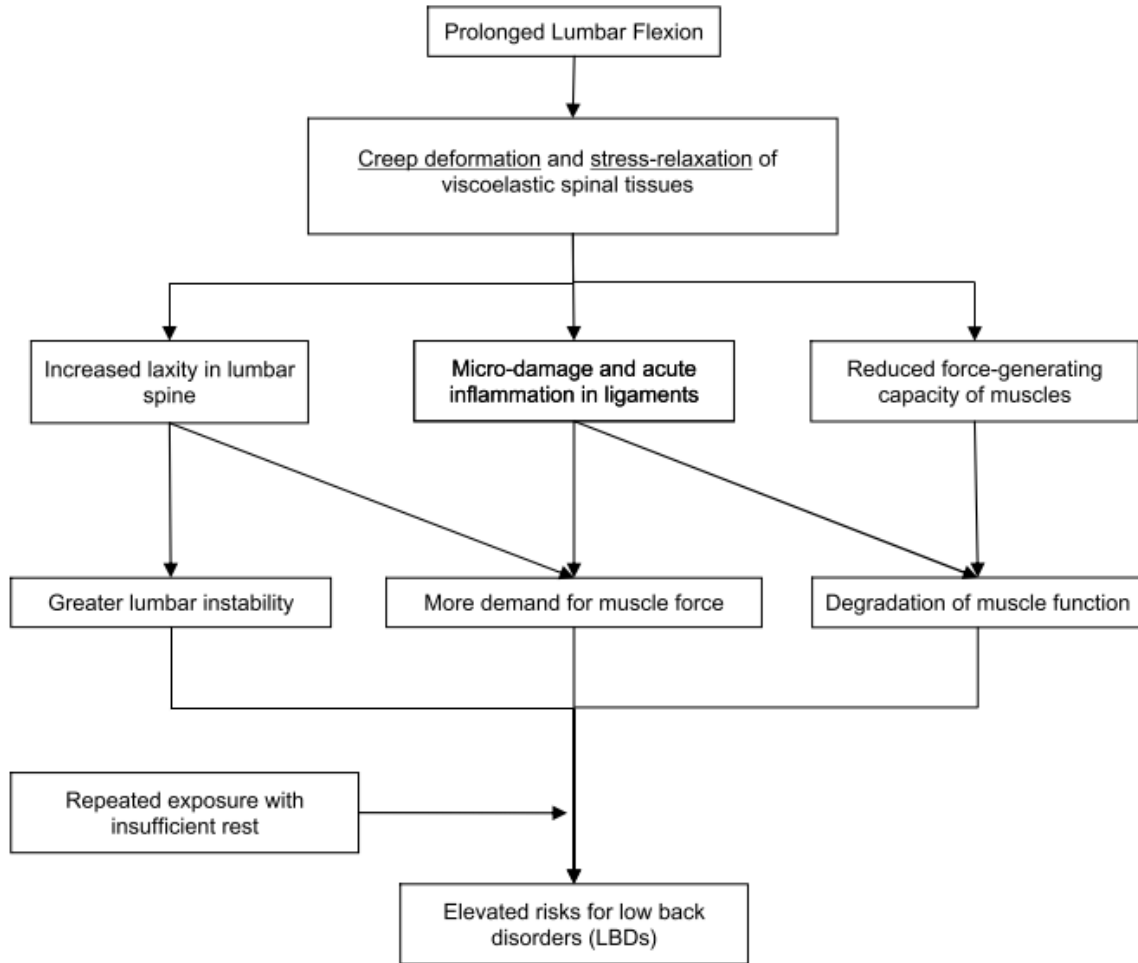 Prolonged Lumbar Flexion
Creep deformation and stress-relaxation of
viscoelastic spinal tissues
Increased laxity in lumbar
spine
Micro-damage and acute
inflammation in ligaments
Reduced force-generating
capacity of muscles
Greater lumbar instability
More demand for muscle force
Degradation of muscle function
Repeated exposure with
insufficient rest
Elevated risks for low back
disorders (LBDs)